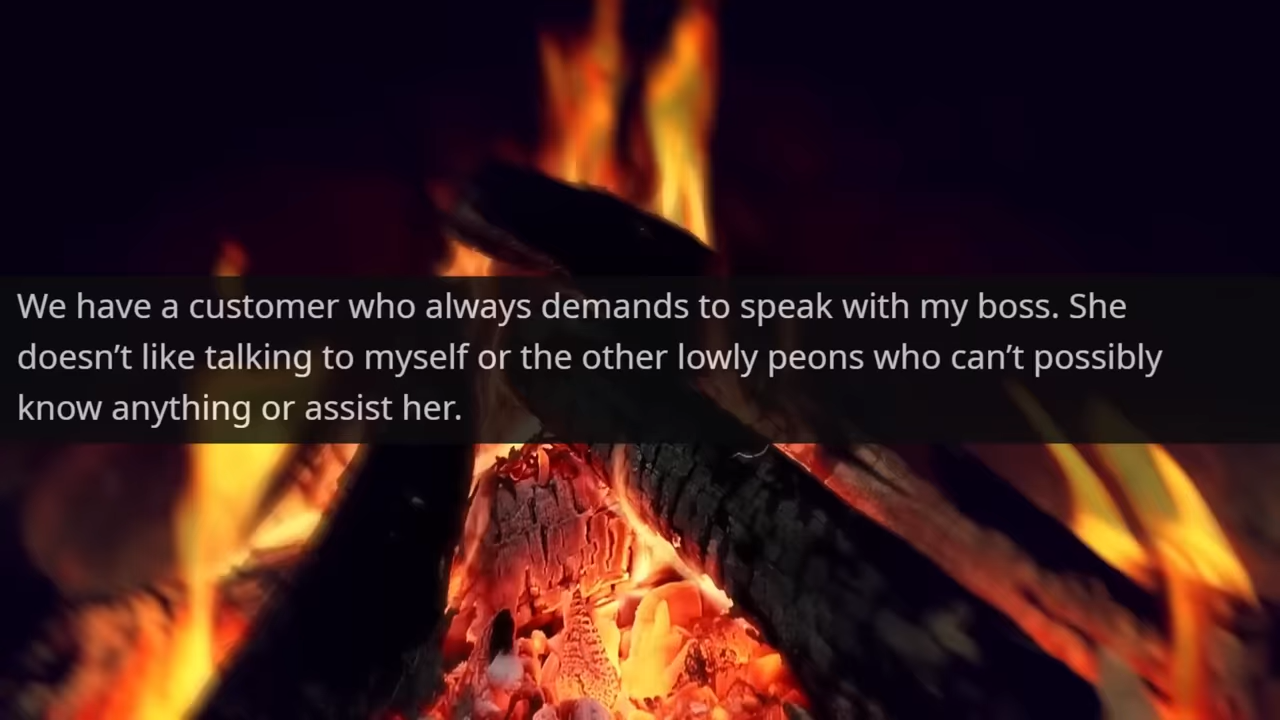 We have a customer who always demands to speak with my boss. She
doesn’t like talking to myself or the other lowly peons who can’t possibly
know anything or assist her.